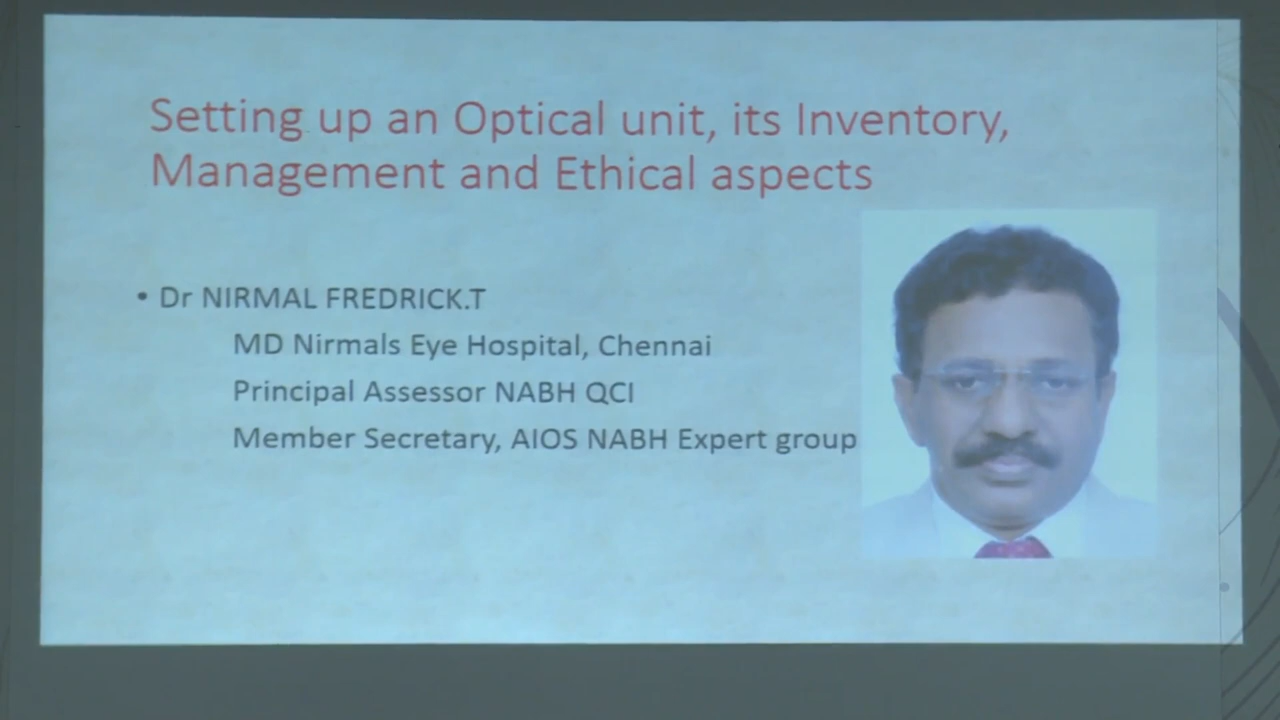 Setting up an Optical unit, its Inventory,
Management and Ethical aspects
• Dr NIRMAL FREDRICK.T
MD Nirmals Eye Hospital, Chennai
Principal Assessor NABH QCI
Member Secretary, AIOS NABH Expert group